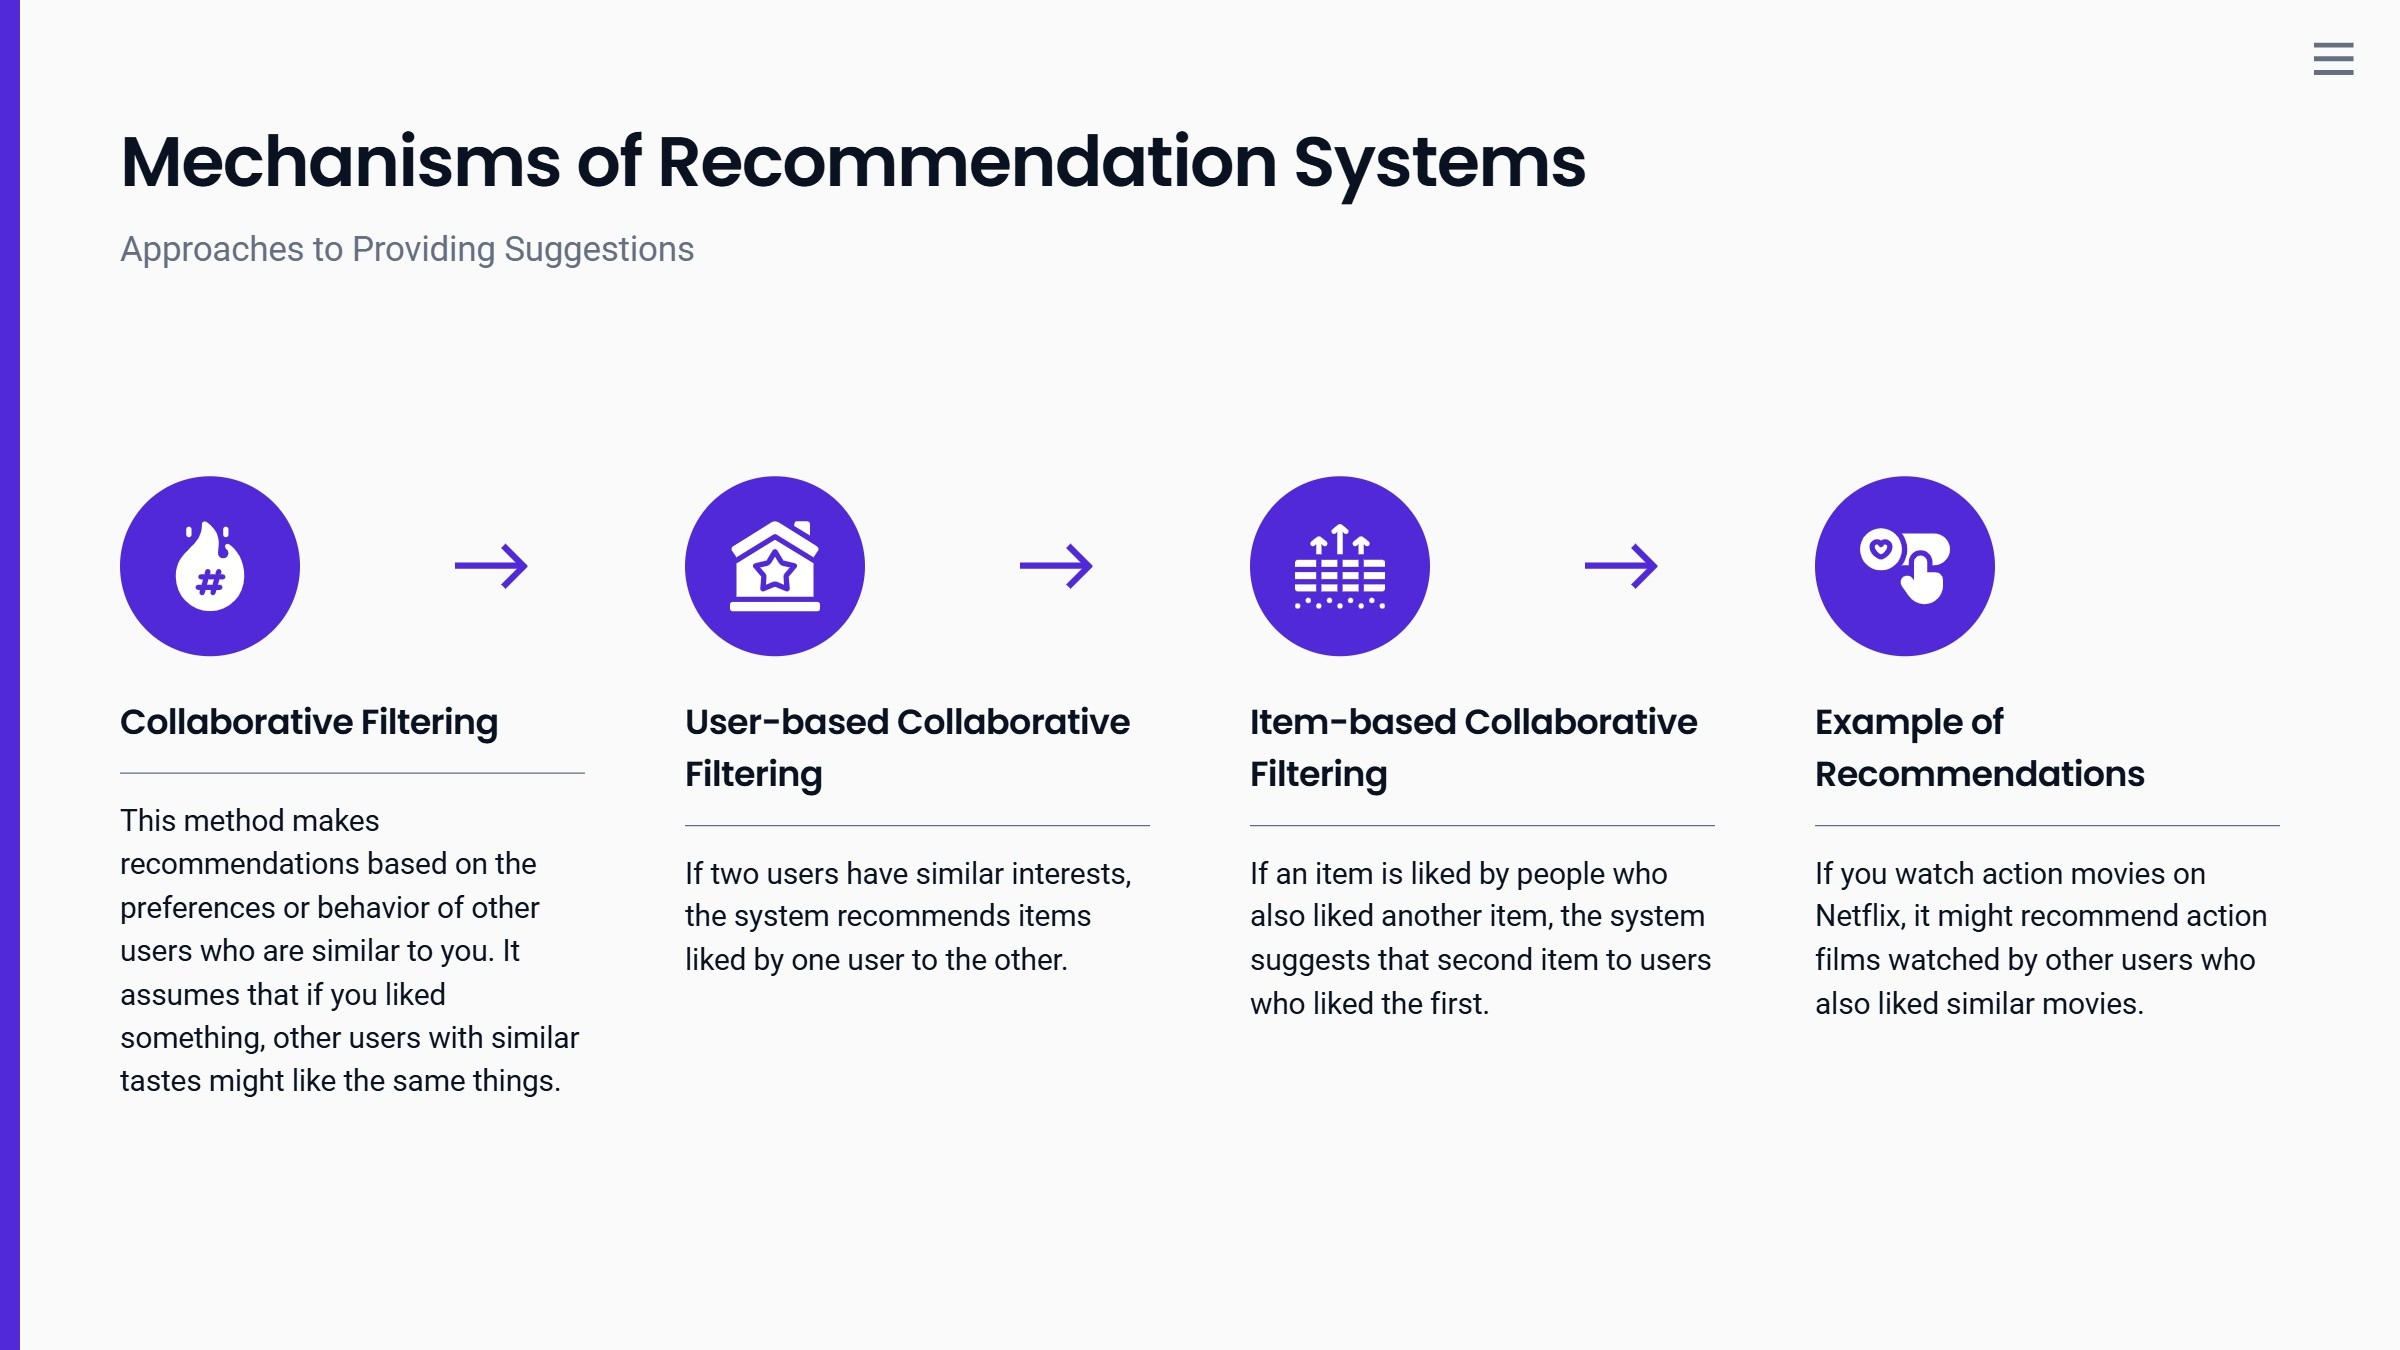 Mechanisms of Recommendation Systems
Approaches to Providing Suggestions
#
Collaborative Filtering
This method makes
recommendations based on the
preferences or behavior of other
users who are similar to you. It
assumes that if you liked
something, other users with similar
tastes might like the same things.
User-based Collaborative
Filtering
If two users have similar interests,
the system recommends items
liked by one user to the other.
Item-based Collaborative
Filtering
If an item is liked by people who
also liked another item, the system
suggests that second item to users
who liked the first.
Example of
Recommendations
If you watch action movies on
Netflix, it might recommend action
films watched by other users who
also liked similar movies.